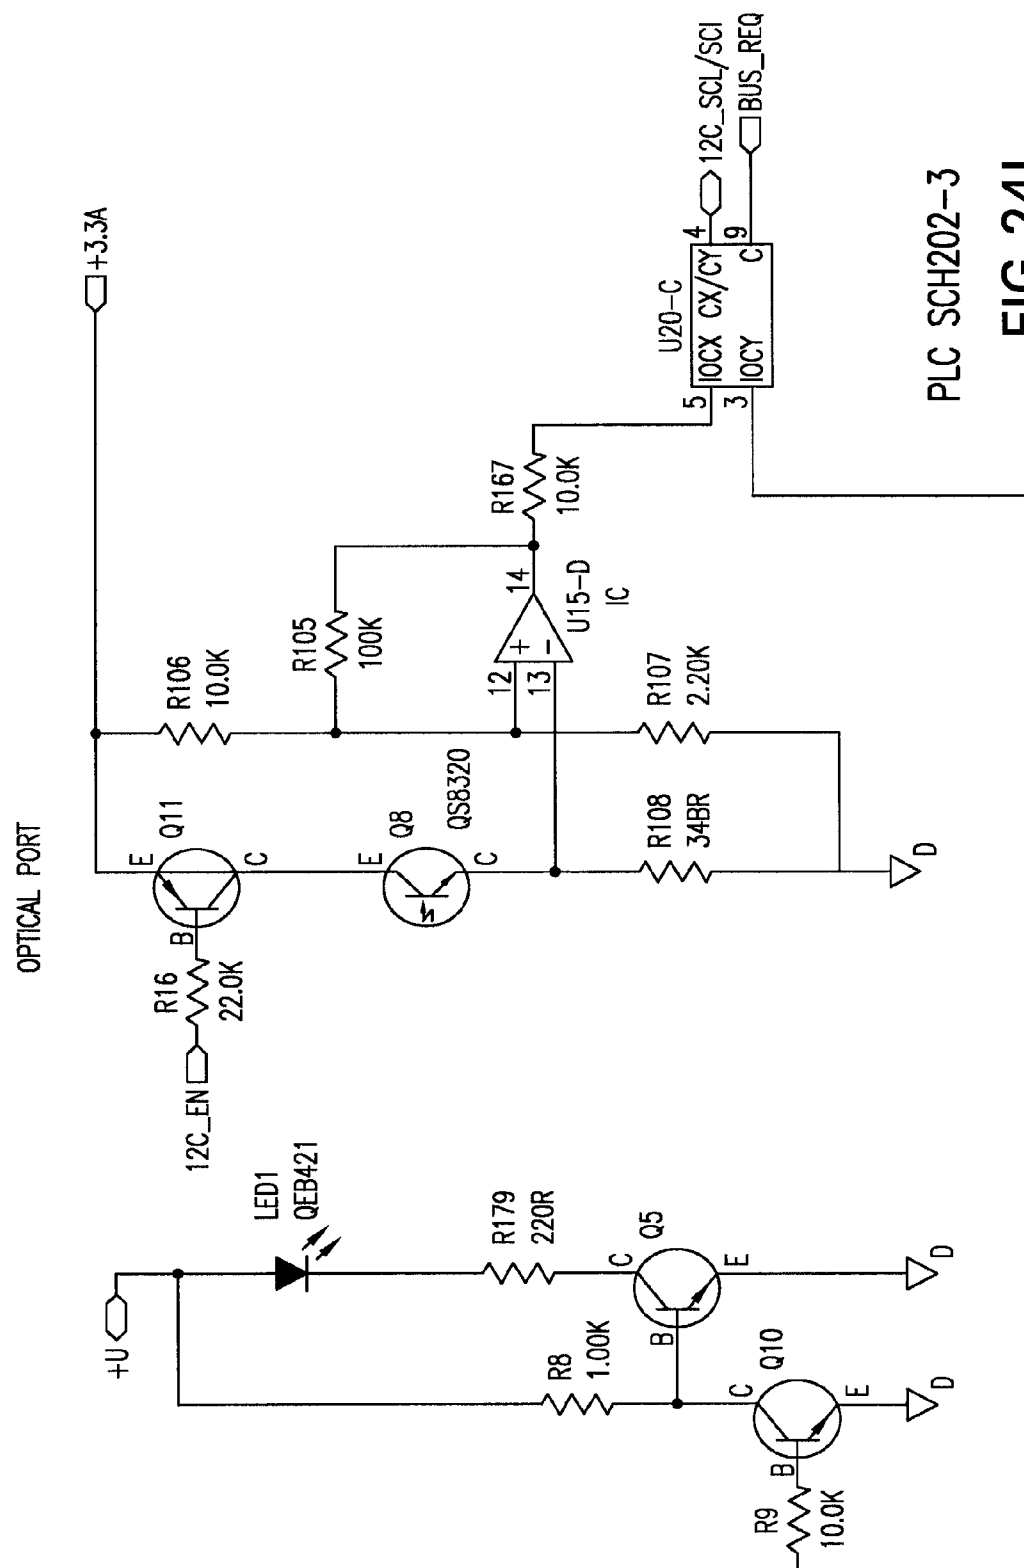 OPTICAL PORT
+3.3A
Q11
E
C
B
R16
22.0K
12C_EN
R106
10.0K
R105
100K
Q8
E
C
QS8320
12
13
14
+
−
U15-D
IC
R167
10.0K
R107
2.20K
R108
34BR
D
U20-C
5 IOCX CX/CY 4
3 IOCY C 9
12C_SCL/SCI
BUS_REQ
+U
LED1
QEB421
R179
220R
R8
1.00K
Q5
C
B
E
D
Q10
C
B
E
D
R9
10.0K
PLC SCH202-3